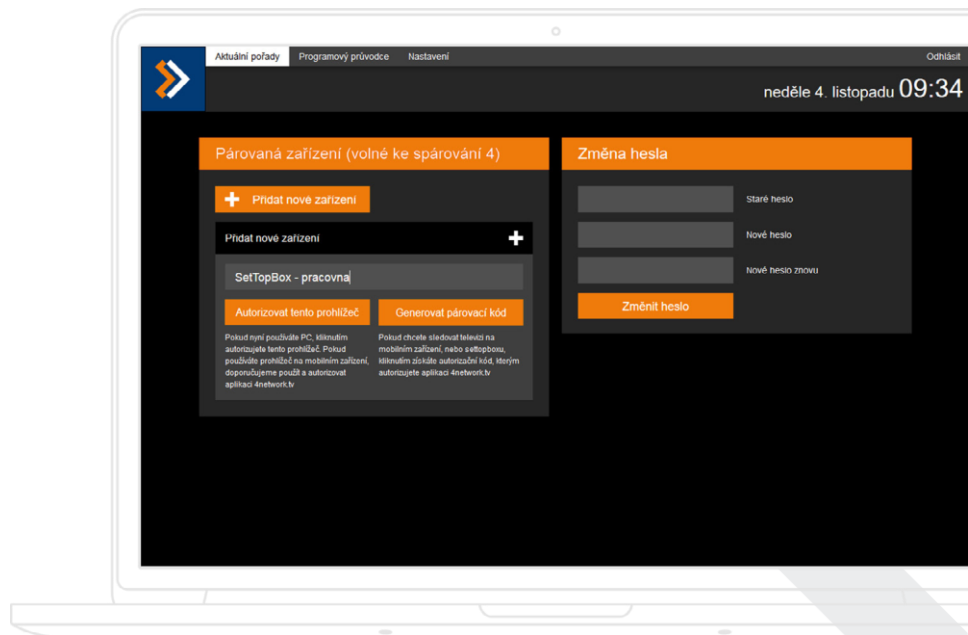 Aktuální pořady Programový průvodce Nastavení Odhlásit
neděle 4. listopadu 09:34
Párovaná zařízení (volné ke spárování 4)
Přidat nové zařízení
Přidat nové zařízení
SetTopBox - pracovna
Autorizovat tento prohlížeč
Pokud nyní používáte PC, kliknutím
autorizujete tento prohlížeč. Pokud
používáte prohlížeč na mobilním zařízení,
doporučujeme použít a autorizovat
aplikaci 4network.tv
Generovat párovací kód
Pokud chcete sledovat televizi na
mobilním zařízení, nebo settopboxu,
kliknutím získáte autorizační kód, kterým
autorizujete aplikaci 4network.tv
Změna hesla
Staré heslo
Nové heslo
Nové heslo znovu
Změnit heslo